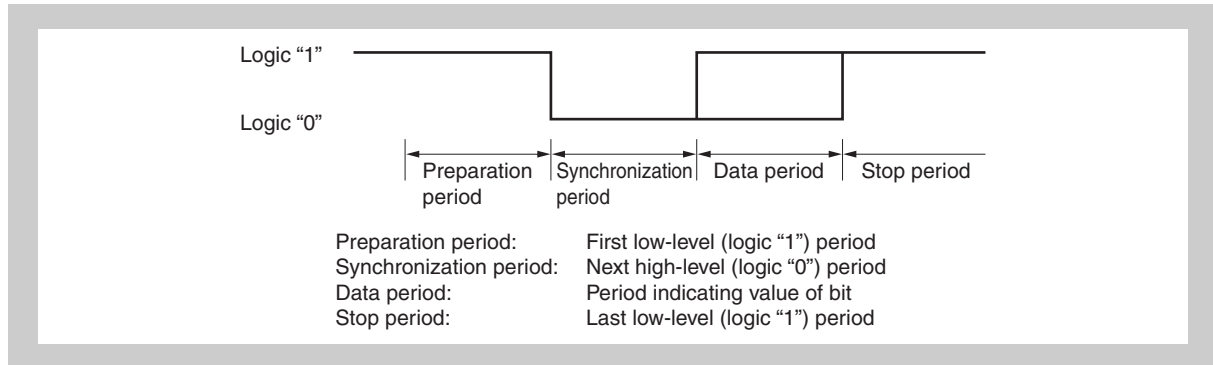 Logic “1”
Logic “0”
Preparation period
Synchronization period
Data period
Stop period
Preparation period: First low-level (logic “1”) period
Synchronization period: Next high-level (logic “0”) period
Data period: Period indicating value of bit
Stop period: Last low-level (logic “1”) period